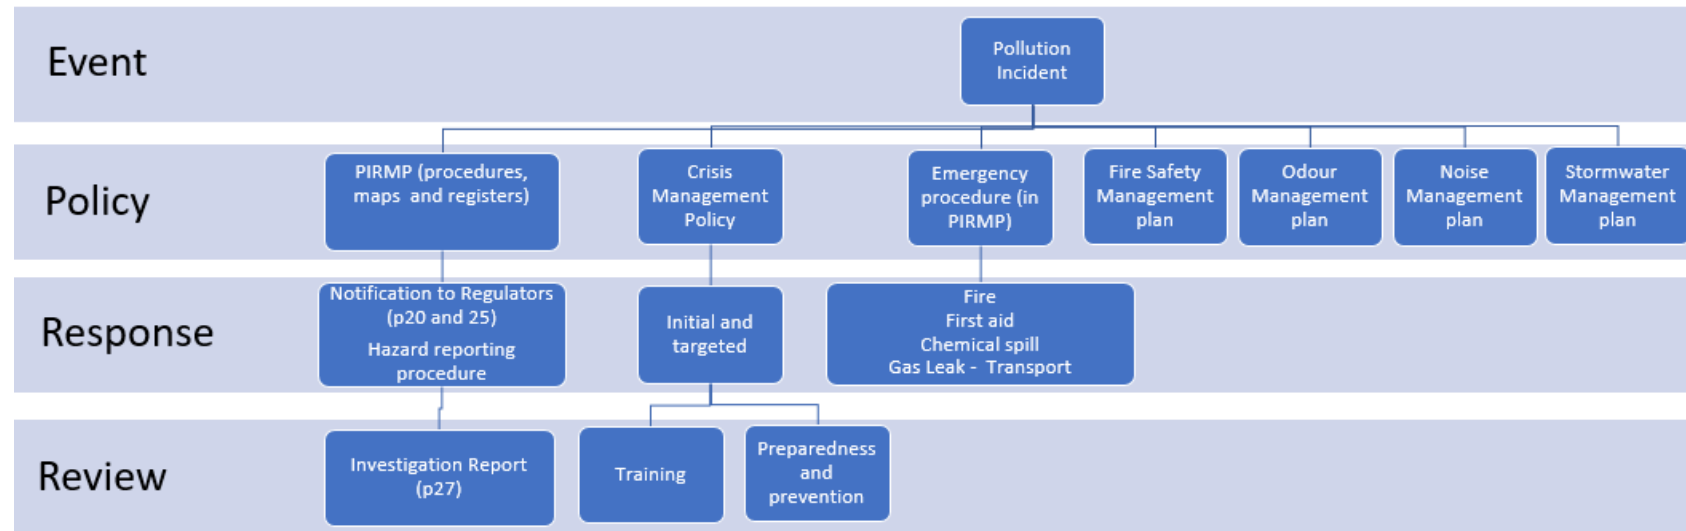 Event
Pollution
Incident
Policy
PIRMP (procedures,
maps and registers)
Crisis
Management
Policy
Emergency
procedure (in
PIRMP)
Fire Safety
Management
plan
Odour
Management
plan
Noise
Management
plan
Stormwater
Management
plan
Response
Notification to Regulators
(p20 and 25)
Hazard reporting
procedure
Initial and
targeted
Fire
First aid
Chemical spill
Gas Leak - Transport
Review
Investigation Report
(p27)
Training
Preparedness
and
prevention